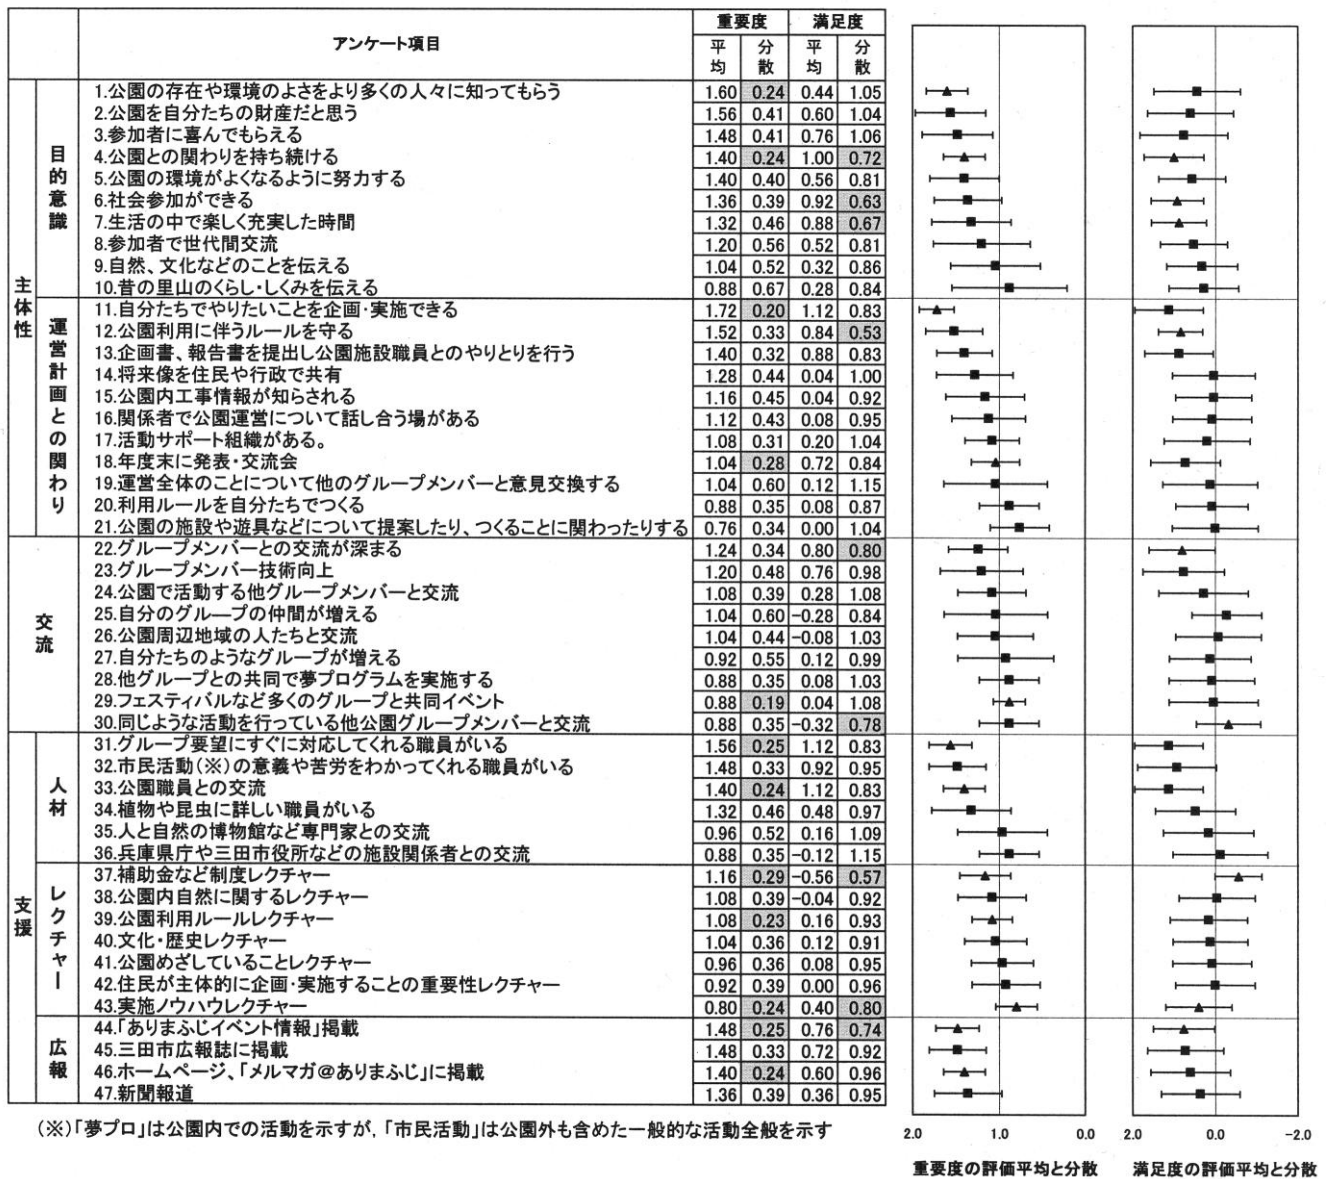 アンケート項目 重要度 満足度
平均 分散 平均 分散
主体性
目的意識
1.公園の存在や環境のよさをより多くの人々に知ってもらう 1.60 0.24 0.44 1.05
2.公園を自分たちの財産だと思う 1.56 0.41 0.60 1.04
3.参加者に喜んでもらえる 1.48 0.41 0.76 1.06
4.公園との関わりを持ち続ける 1.40 0.24 1.00 0.72
5.公園の環境がよくなるように努力する 1.40 0.40 0.56 0.81
6.社会参加ができる 1.36 0.39 0.92 0.63
7.生活の中で楽しく充実した時間 1.32 0.46 0.88 0.67
8.参加者で世代間交流 1.20 0.56 0.52 0.81
9.自然、文化などのことを伝える 1.04 0.52 0.32 0.86
10.昔の里山のくらし・しくみを伝える 0.88 0.67 0.28 0.84
運営計画との関わり
11.自分たちでやりたいことを企画・実施できる 1.72 0.20 1.12 0.83
12.公園利用に伴うルールを守る 1.52 0.33 0.84 0.53
13.企画書、報告書を提出し公園施設職員とのやりとりを行う 1.40 0.32 0.88 0.83
14.将来像を住民や行政で共有 1.28 0.44 0.04 1.00
15.公園内工事情報が知らされる 1.16 0.45 0.04 0.92
16.関係者で公園運営について話し合う場がある 1.12 0.43 0.08 0.95
17.活動サポート組織がある。 1.08 0.31 0.20 1.04
18.年度末に発表・交流会 1.04 0.28 0.72 0.84
19.運営全体のことについて他のグループメンバーと意見交換する 1.04 0.60 0.12 1.15
20.利用ルールを自分たちでつくる 0.88 0.35 0.08 0.87
21.公園の施設や遊具などについて提案したり、つくることに関わったりする 0.76 0.34 0.00 1.04
交流
22.グループメンバーとの交流が深まる 1.24 0.34 0.80 0.80
23.グループメンバー技術向上 1.20 0.48 0.76 0.98
24.公園で活動する他グループメンバーと交流 1.08 0.39 0.28 1.08
25.自分のグループの仲間が増える 1.04 0.60 -0.28 0.84
26.公園周辺地域の人たちと交流 1.04 0.44 -0.08 1.03
27.自分たちのようなグループが増える 0.92 0.55 0.12 0.99
28.他グループとの共同で夢プログラムを実施する 0.88 0.35 0.08 1.03
29.フェスティバルなど多くのグループと共同イベント 0.88 0.19 0.04 1.08
30.同じような活動を行っている他公園グループメンバーと交流 0.88 0.35 -0.32 0.78
支援
人材
31.グループ要望にすぐに対応してくれる職員がいる 1.56 0.25 1.12 0.83
32.市民活動(※)の意義や苦労をわかってくれる職員がいる 1.48 0.33 0.92 0.95
33.公園職員との交流 1.40 0.24 1.12 0.83
34.植物や昆虫に詳しい職員がいる 1.32 0.46 0.48 0.97
35.人と自然の博物館など専門家との交流 0.96 0.52 0.16 1.09
36.兵庫県庁や三田市役所などの施設関係者との交流 0.88 0.35 -0.12 1.15
レクチャー
37.補助金など制度レクチャー 1.16 0.29 -0.56 0.57
38.公園内自然に関するレクチャー 1.08 0.39 -0.04 0.92
39.公園利用ルールレクチャー 1.08 0.23 0.16 0.93
40.文化・歴史レクチャー 1.04 0.36 0.12 0.91
41.公園めざしていることレクチャー 0.96 0.36 0.08 0.95
42.住民が主体的に企画・実施することの重要性レクチャー 0.92 0.39 0.00 0.96
43.実施ノウハウレクチャー 0.80 0.24 0.40 0.80
広報
44.「ありまふじイベント情報」掲載 1.48 0.25 0.76 0.74
45.三田市広報誌に掲載 1.48 0.33 0.72 0.92
46.ホームページ、「メルマガ@ありまふじ」に掲載 1.40 0.24 0.60 0.96
47.新聞報道 1.36 0.39 0.36 0.95
(※)「夢プロ」は公園内での活動を示すが,「市民活動」は公園外も含めた一般的な活動全般を示す
2.0 1.0 0.0 2.0 0.0 -2.0
重要度の評価平均と分散 満足度の評価平均と分散